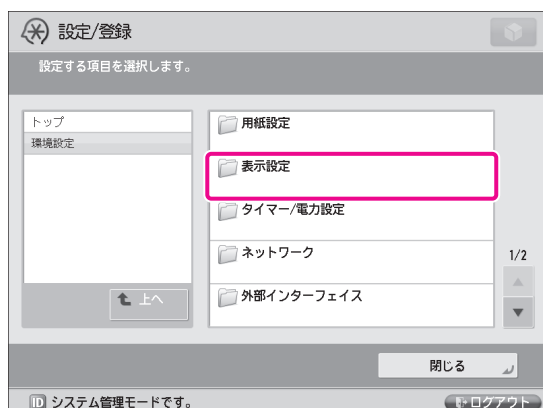 設定/登録
設定する項目を選択します。
トップ
環境設定
上へ
用紙設定
表示設定
タイマー/電力設定
ネットワーク
外部インターフェイス
1/2
閉じる
ID システム管理モードです。
ログアウト